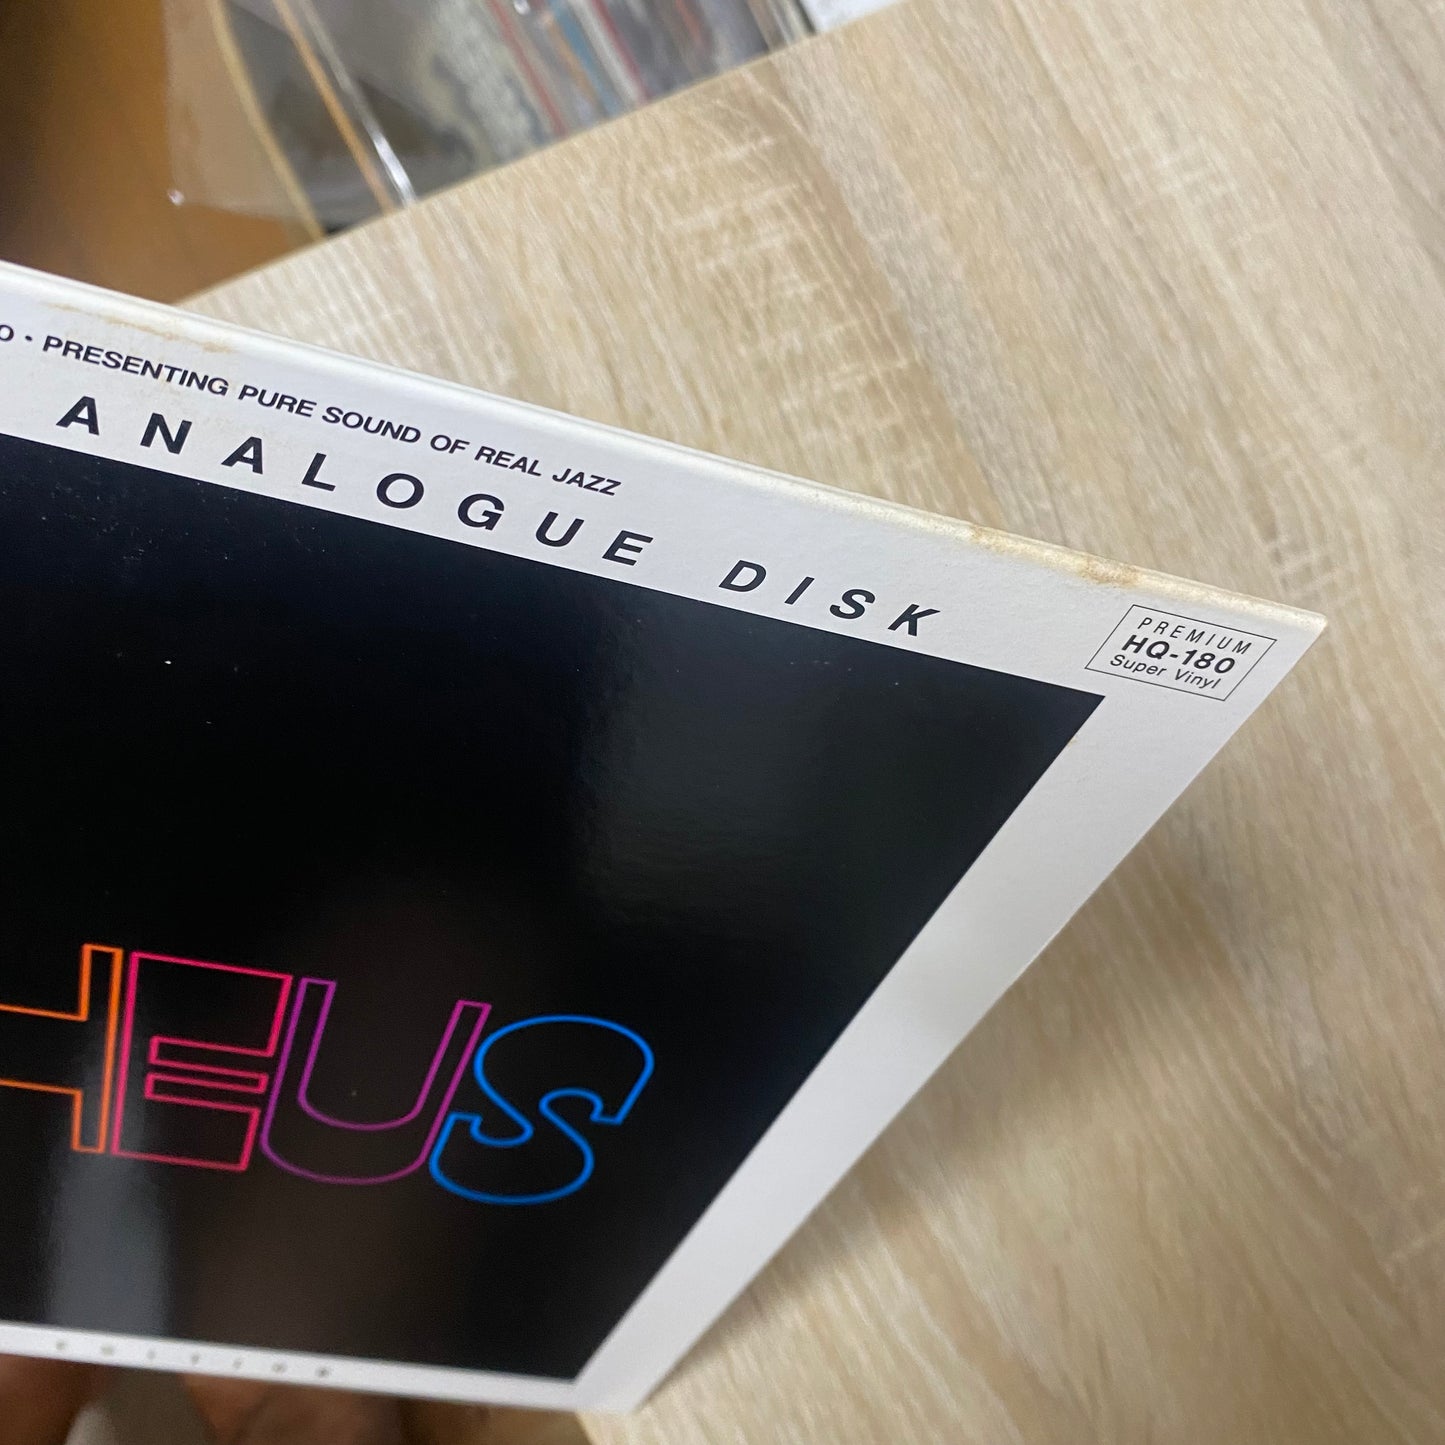 O • PRESENTING PURE SOUND OF REAL JAZZ
ANALOGUE DISK
PREMIUM
HQ-180
Super Vinyl
HEUS